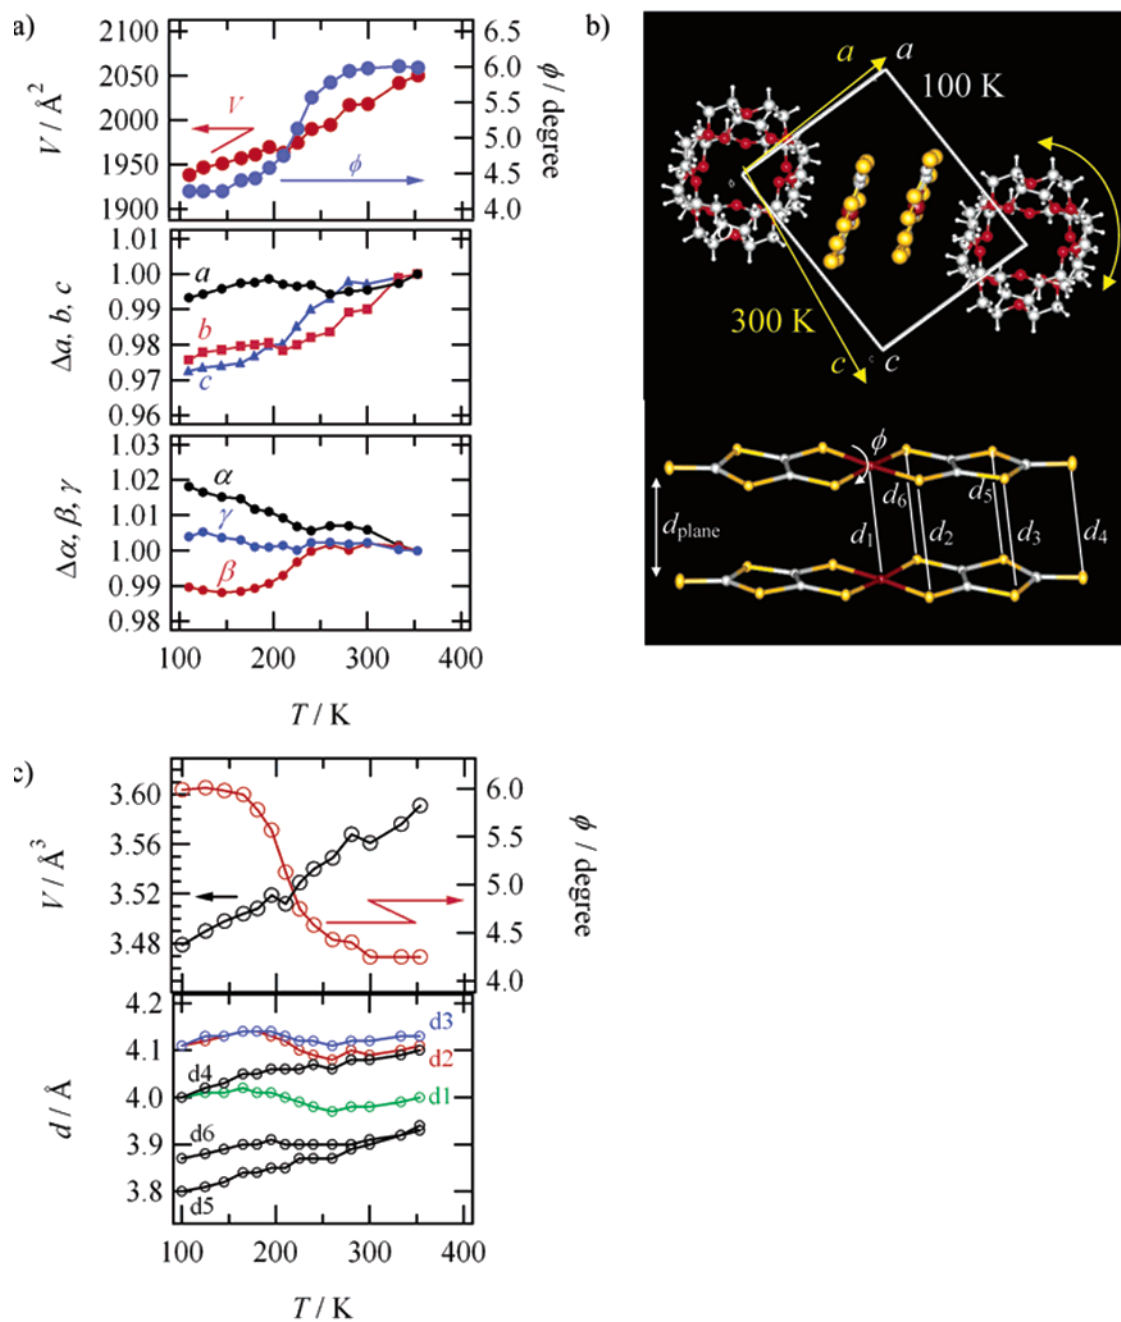 a)
V / Å²
2100
2050
2000
1950
1900
V
ϕ
6.5
6.0
5.5
5.0
4.5
4.0
ϕ / degree
Δa, b, c
1.01
1.00
0.99
0.98
0.97
0.96
a
b
c
Δα, β, γ
1.03
1.02
1.01
1.00
0.99
0.98
α
γ
β
100 200 300 400
T / K
b)
a
a
100 K
300 K
c
c
c
ϕ
d6
d5
dplane
d1
d2
d3
d4
c)
V / Å³
3.60
3.56
3.52
3.48
6.0
5.5
5.0
4.5
4.0
ϕ / degree
d / Å
4.2
4.1
4.0
3.9
3.8
d3
d2
d4
d1
d6
d5
100 200 300 400
T / K